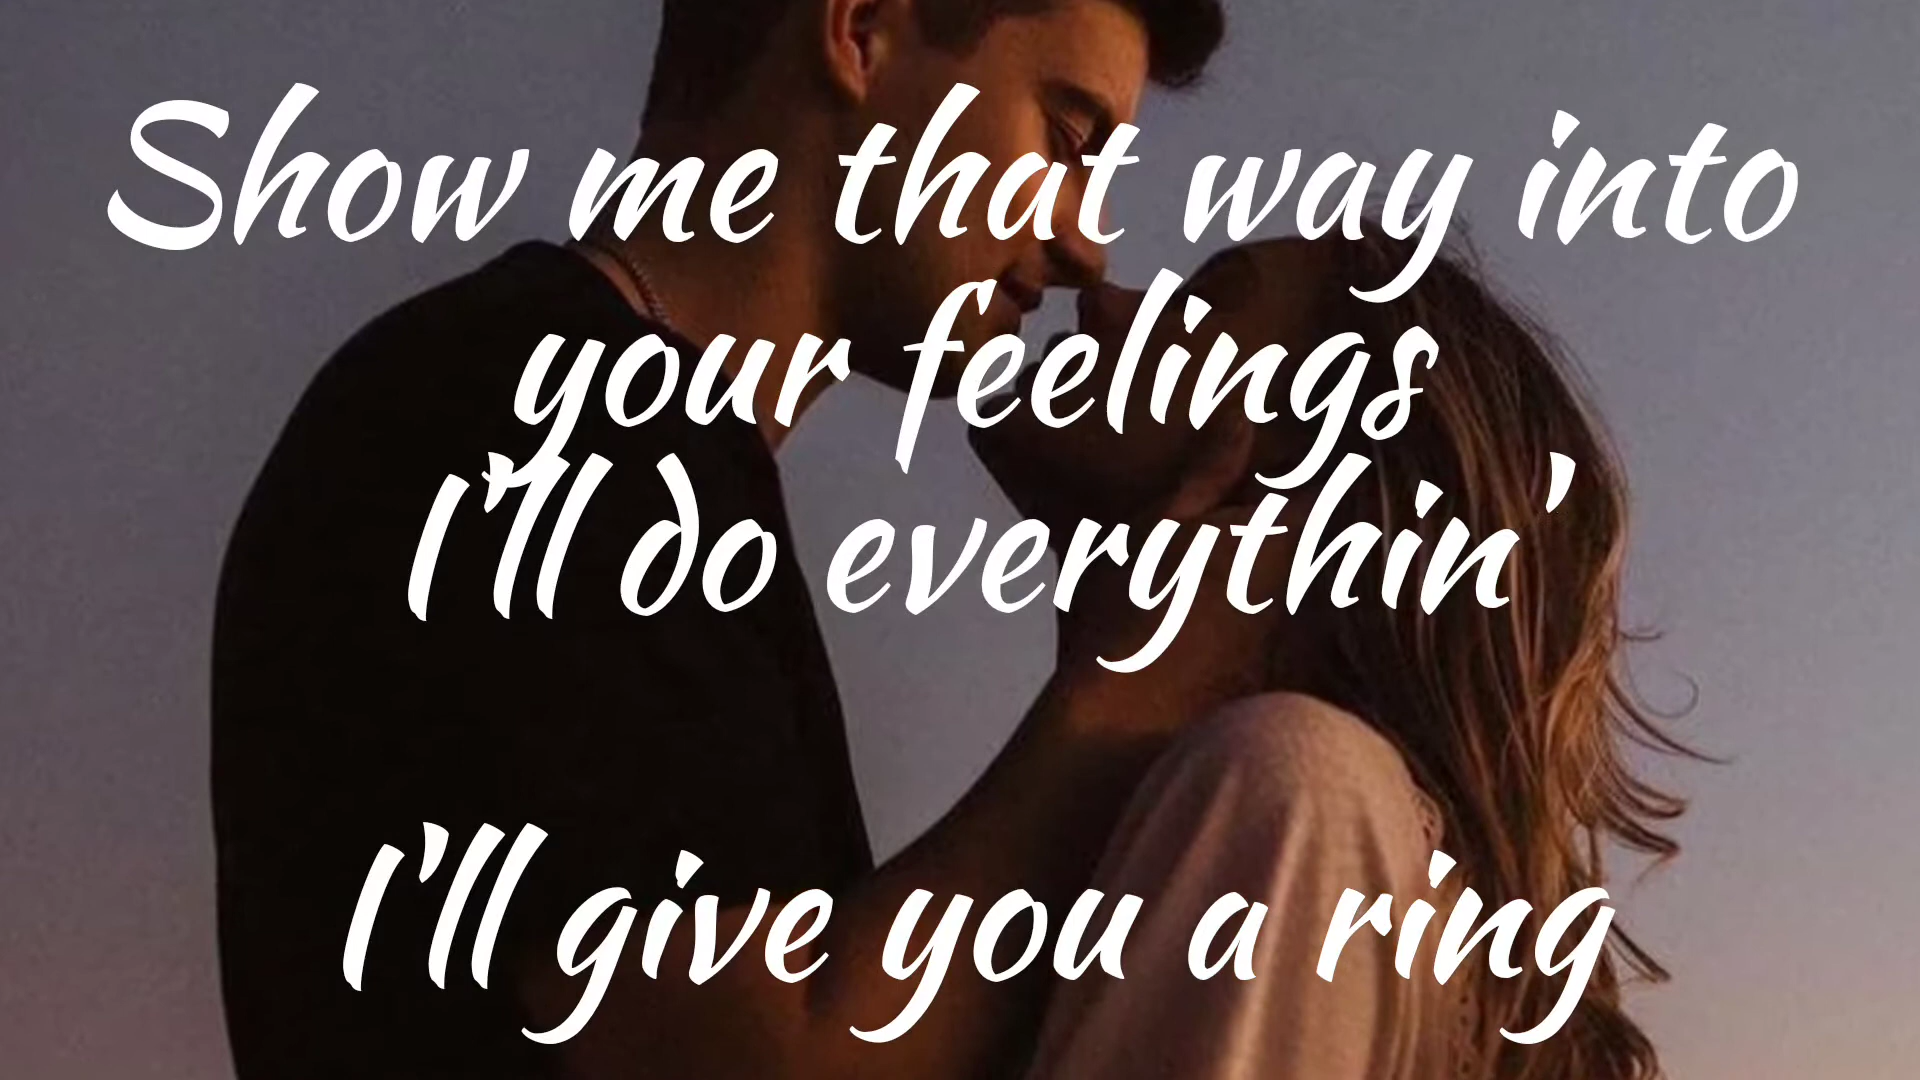 Show me that way into
your feelings
I'll do everythin'
I'll give you a ring